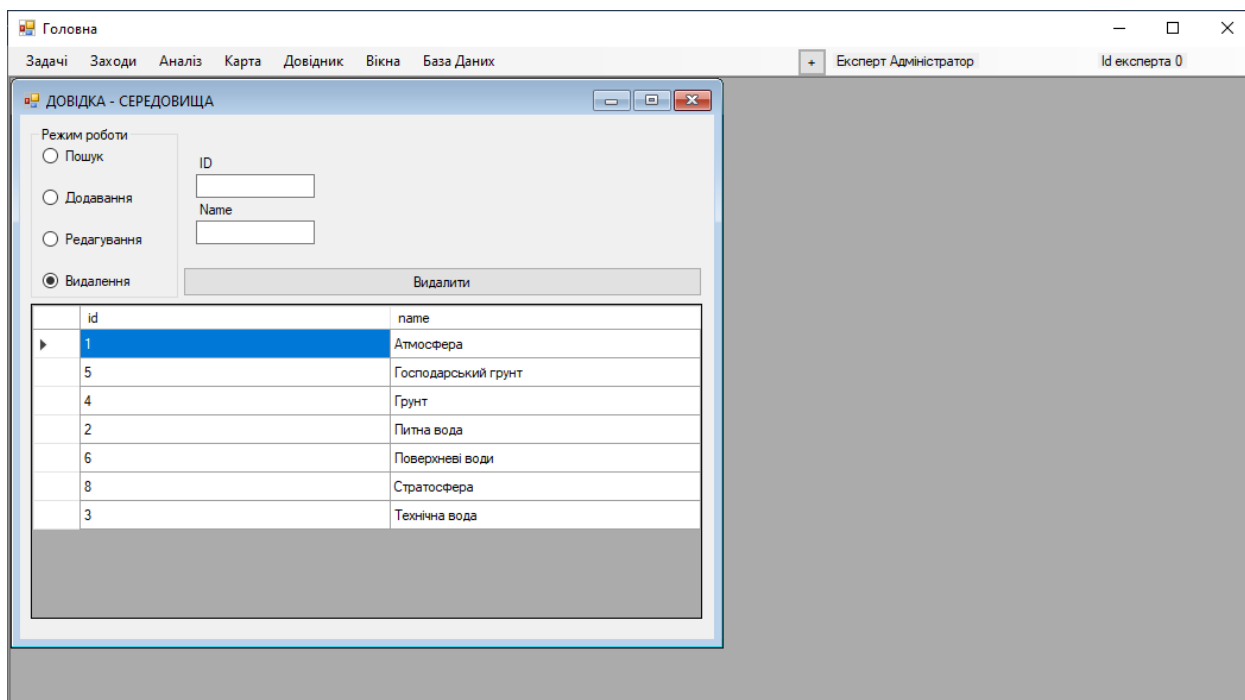 Головна
Задачі Заходи Аналіз Карта Довідник Вікна База Даних + Експерт Адміністратор Id експерта 0
ДОВІДКА - СЕРЕДОВИЩА
Режим роботи
Пошук
ID
Додавання
Name
Редагування
Видалення
Видалити
id name
1 Атмосфера
5 Господарський грунт
4 Грунт
2 Питна вода
6 Поверхневі води
8 Стратосфера
3 Технічна вода